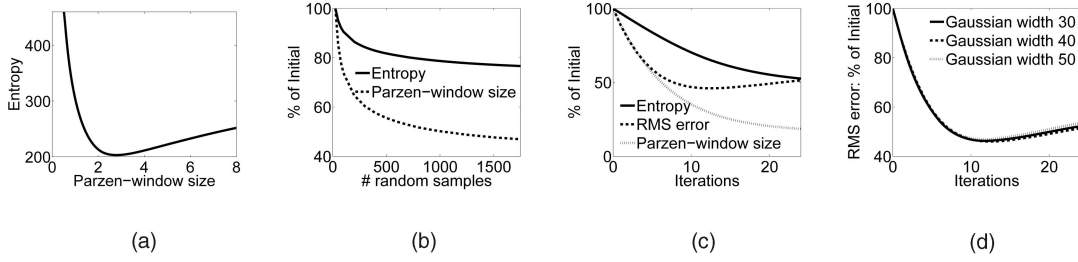 Entropy
400
300
200
0 2 4 6 8
Parzen−window size
(a)
% of Initial
100
80
60
40
Entropy
Parzen−window size
0 500 1000 1500
# random samples
(b)
% of Initial
100
50
0
Entropy
RMS error
Parzen−window size
0 10 20
Iterations
(c)
RMS error: % of Initial
100
80
60
40
Gaussian width 30
Gaussian width 40
Gaussian width 50
0 10 20
Iterations
(d)